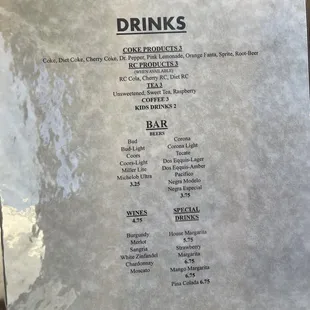 DRINKS
COKE PRODUCTS 3
Coke, Diet Coke, Cherry Coke, Dr. Pepper, Pink Lemonade, Orange Fanta, Sprite, Root-Beer
RC PRODUCTS 3
(WHEN AVAILABLE)
RC Cola, Cherry RC, Diet RC
TEA 3
Unsweetened, Sweet Tea, Raspberry
COFFEE 3
KIDS DRINKS 2
BAR
BEERS
Bud
Bud-Light
Coors
Coors-Light
Miller Lite
Michelob Ultra
3.25
Corona
Corona Light
Tecate
Dos Equis-Lager
Dos Equis-Amber
Pacifico
Negra Modelo
Negra Especial
3.75
WINES
4.75
Burgundy
Merlot
Sangria
White Zinfandel
Chardonnay
Moscato
SPECIAL
DRINKS
House Margarita
5.75
Strawberry
Margarita
6.75
Mango Margarita
6.75
Pina Colada 6.75